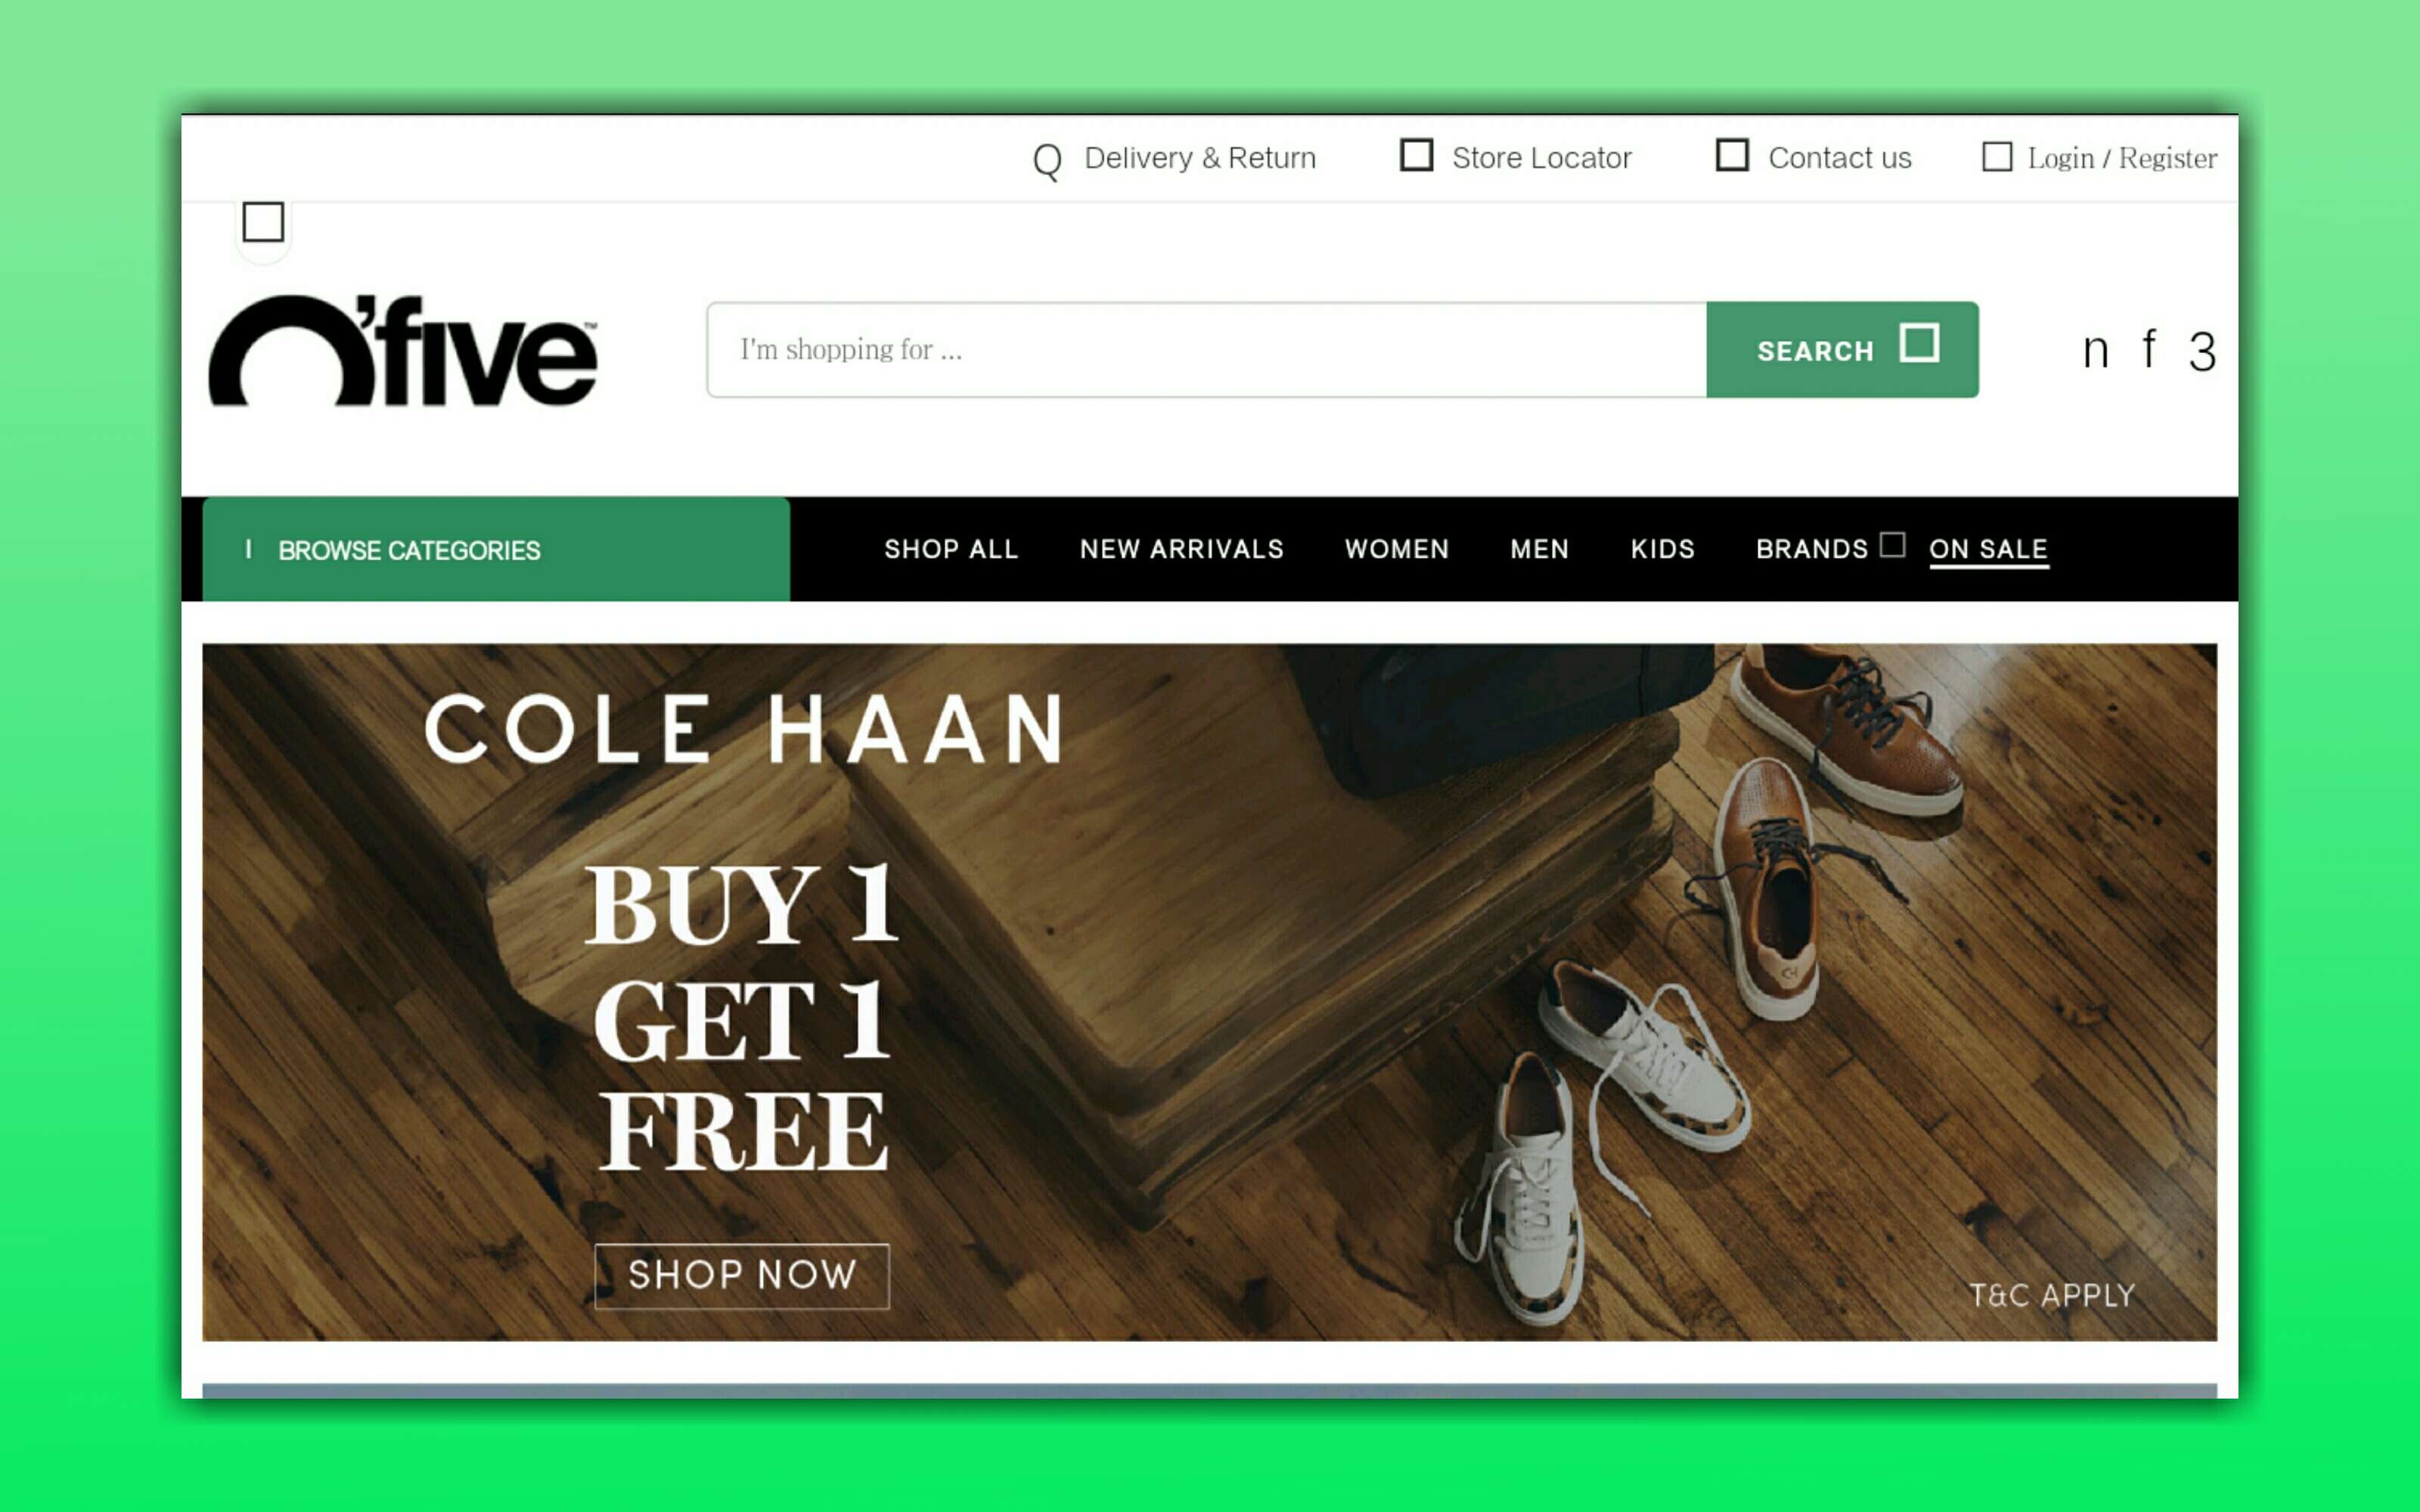 Q Delivery & Return Store Locator Contact us Login / Register
O'five™
I'm shopping for ...
SEARCH
n f 3
I BROWSE CATEGORIES
SHOP ALL NEW ARRIVALS WOMEN MEN KIDS BRANDS ON SALE
COLE HAAN
BUY 1
GET 1
FREE
SHOP NOW
T&C APPLY